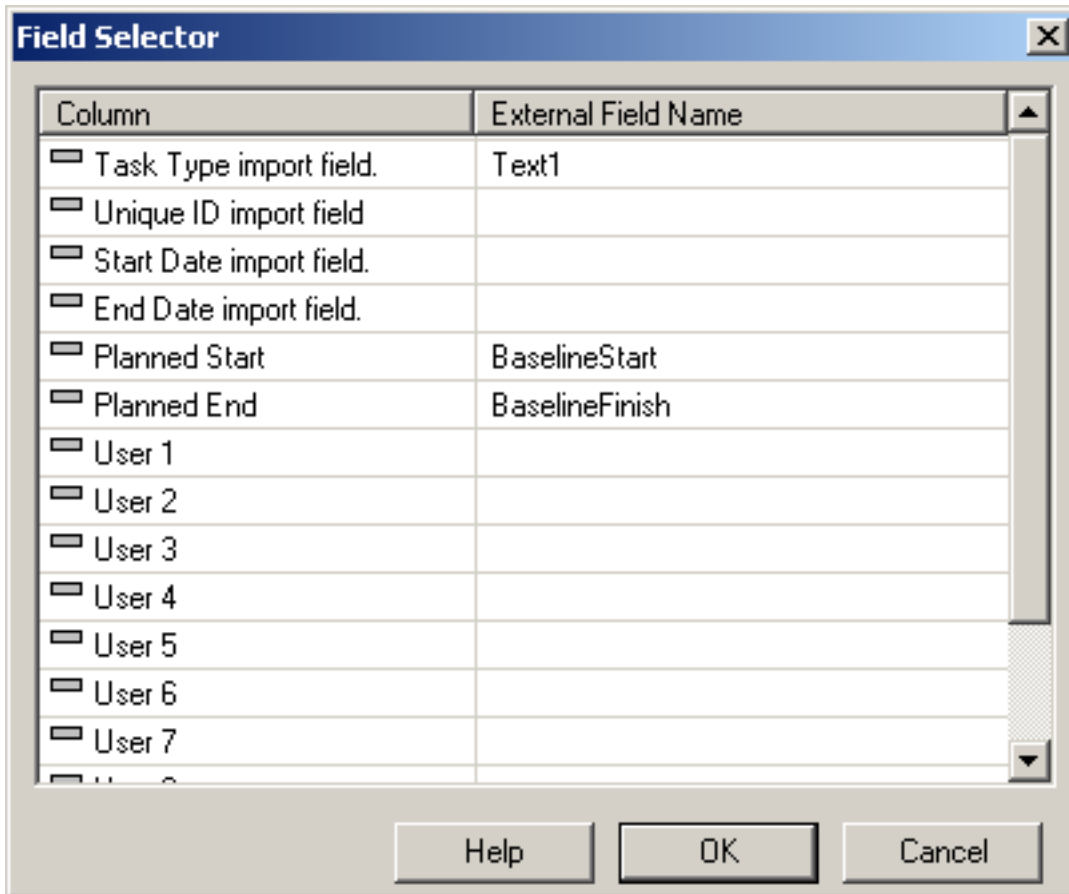 Field Selector
Column External Field Name
Task Type import field. Text1
Unique ID import field
Start Date import field.
End Date import field.
Planned Start BaselineStart
Planned End BaselineFinish
User 1
User 2
User 3
User 4
User 5
User 6
User 7
Help OK Cancel